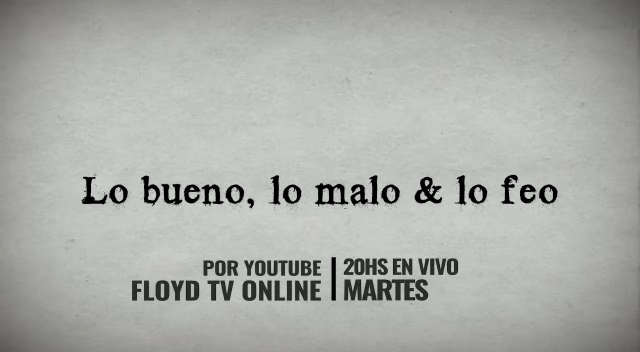 Lo bueno, lo malo & lo feo
POR YOUTUBE
FLOYD TV ONLINE
20HS EN VIVO
MARTES